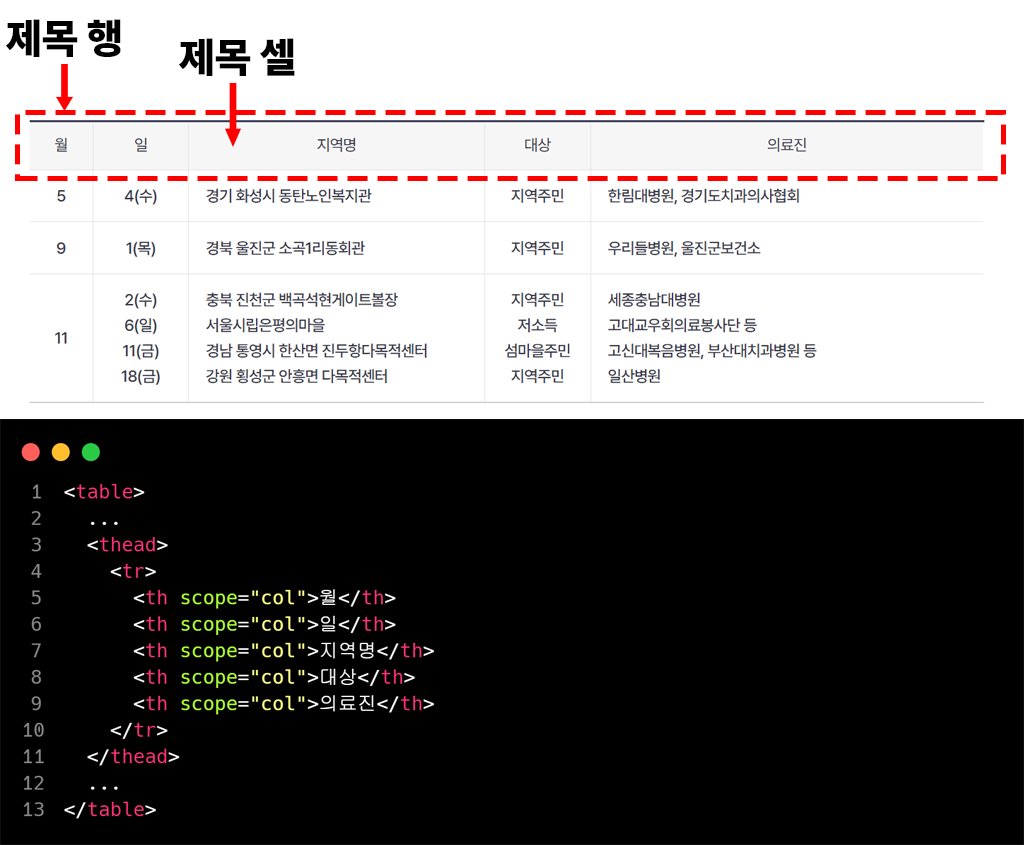 제목 행
제목 셀
월 일 지역명 대상 의료진
5 4(수) 경기 화성시 동탄노인복지관 지역주민 한림대병원, 경기도치과의사협회
9 1(목) 경북 울진군 소곡1리동회관 지역주민 우리들병원, 울진군보건소
2(수) 충북 진천군 백곡석현게이트볼장 지역주민 세종충남대병원
6(일) 서울시립은평의마을 저소득 고대교우회의료봉사단 등
11
11(금) 경남 통영시 한산면 진두항다목적센터 섬마을주민 고신대복음병원, 부산대치과병원 등
18(금) 강원 횡성군 안흥면 다목적센터 지역주민 일산병원
1 <table>
2 ...
3 <thead>
4 <tr>
5 <th scope="col">월</th>
6 <th scope="col">일</th>
7 <th scope="col">지역명</th>
8 <th scope="col">대상</th>
9 <th scope="col">의료진</th>
10 </tr>
11 </thead>
12 ...
13 </table>